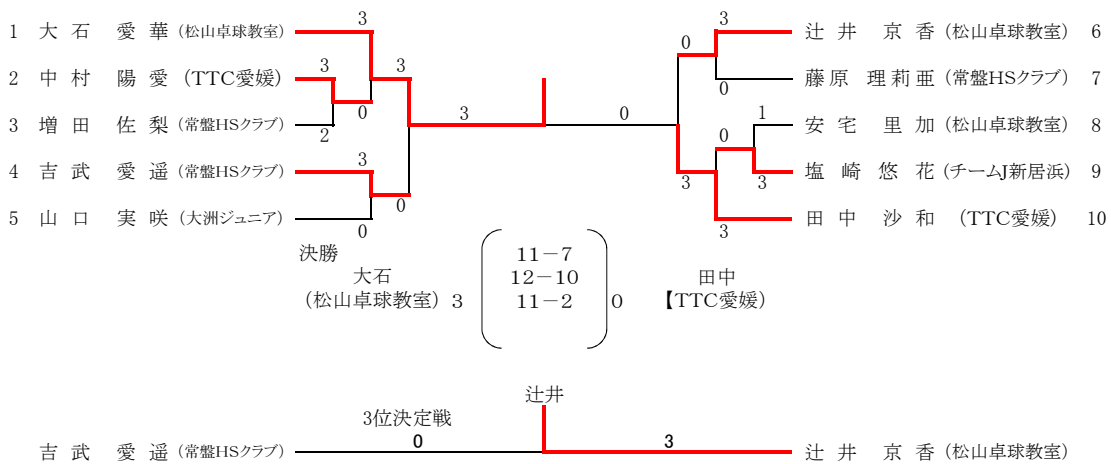 3 3
1 大石 愛華 (松山卓球教室) 辻井 京香 (松山卓球教室) 6
0
3 3
2 中村 陽愛 (TTC愛媛) 藤原 理莉亜 (常盤HSクラブ) 7
0 0
3 0 1
3 増田 佐梨 (常盤HSクラブ) 安宅 里加 (松山卓球教室) 8
2 0
3
4 吉武 愛遥 (常盤HSクラブ) 塩崎 悠花 (チームJ新居浜) 9
3 3
0
5 山口 実咲 (大洲ジュニア) 田中 沙和 (TTC愛媛) 10
0 3
決勝
11-7
大石 12-10 田中
(松山卓球教室) 3 11-2 0 【TTC愛媛)
辻井
3位決定戦
0 3
吉武 愛遥 (常盤HSクラブ) 辻井 京香 (松山卓球教室)